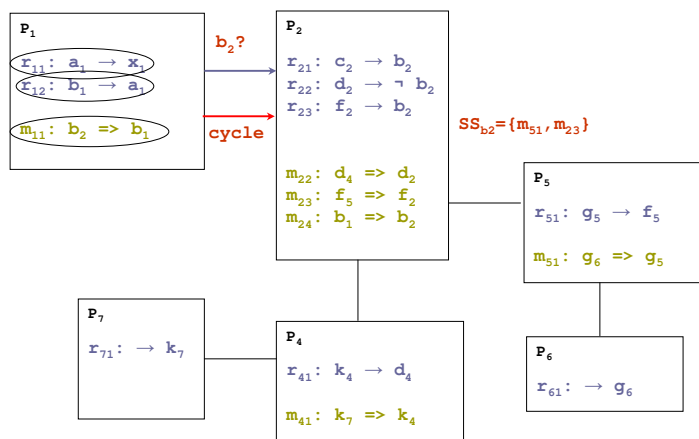 P₁
r₁₁: a₁ → x₁
r₁₂: b₁ → a₁
m₁₁: b₂ => b₁
b₂?
cycle
P₂
r₂₁: c₂ → b₂
r₂₂: d₂ → ¬ b₂
r₂₃: f₂ → b₂
m₂₂: d₄ => d₂
m₂₃: f₅ => f₂
m₂₄: b₁ => b₂
SS_b2={m₅₁,m₂₃}
P₅
r₅₁: g₅ → f₅
m₅₁: g₆ => g₅
P₇
r₇₁: → k₇
P₄
r₄₁: k₄ → d₄
m₄₁: k₇ => k₄
P₆
r₆₁: → g₆